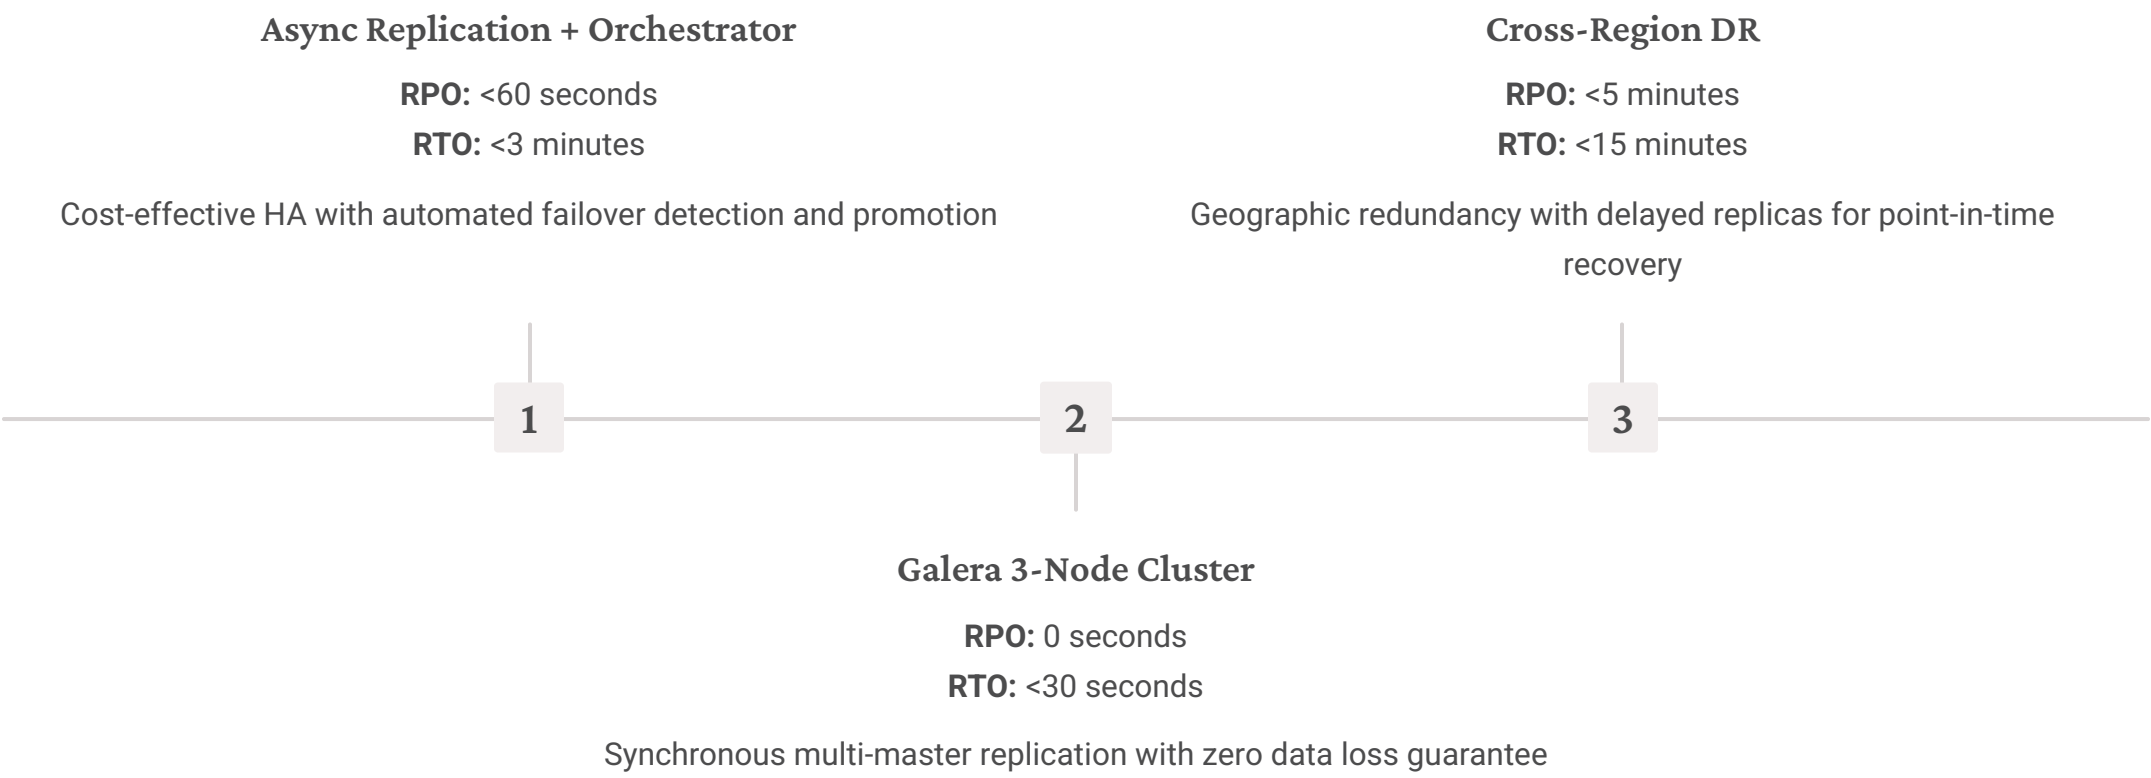 Async Replication + Orchestrator
RPO: <60 seconds
RTO: <3 minutes
Cost-effective HA with automated failover detection and promotion
Cross-Region DR
RPO: <5 minutes
RTO: <15 minutes
Geographic redundancy with delayed replicas for point-in-time
recovery
1
2
3
Galera 3-Node Cluster
RPO: 0 seconds
RTO: <30 seconds
Synchronous multi-master replication with zero data loss guarantee